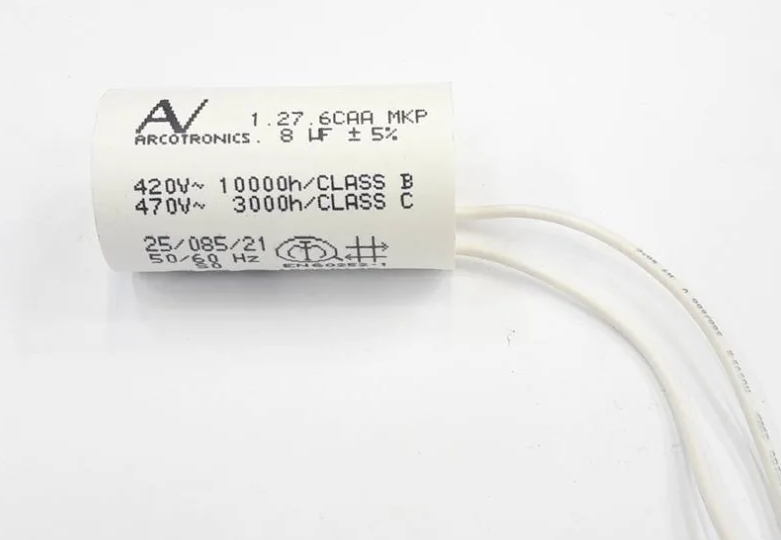 1.27.6CAA MKP
ARCOTRONICS. 8 µF ± 5%
420V~ 10000h/CLASS B
470V~ 3000h/CLASS C
25/085/21
50/60 Hz
S0
EN60252-1